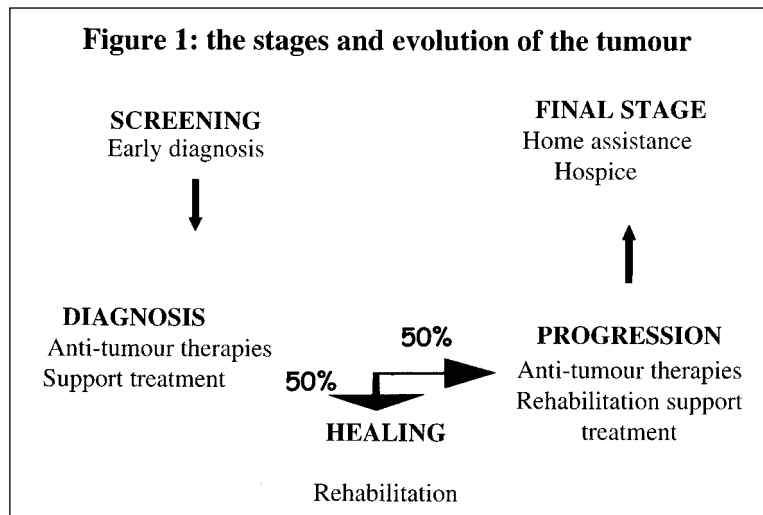 Figure 1: the stages and evolution of the tumour
SCREENING
Early diagnosis
DIAGNOSIS
Anti-tumour therapies
Support treatment
50%
HEALING
Rehabilitation
50%
PROGRESSION
Anti-tumour therapies
Rehabilitation support
treatment
FINAL STAGE
Home assistance
Hospice